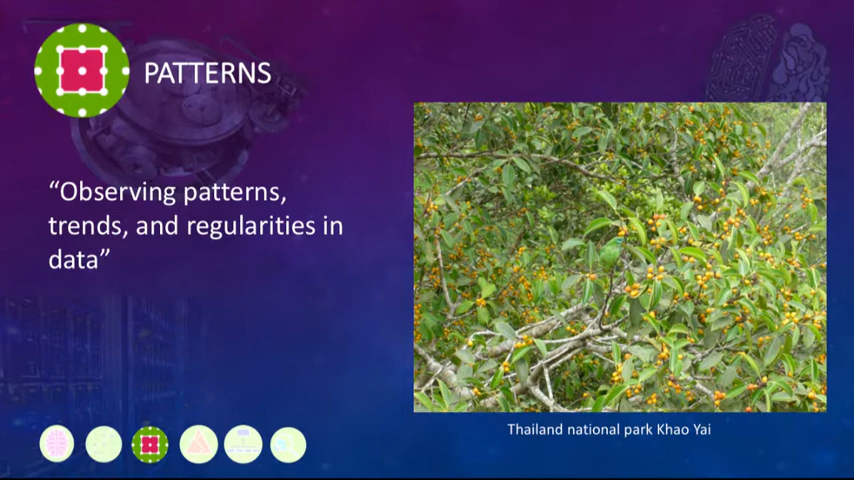 PATTERNS
“Observing patterns,
trends, and regularities in
data”
Thailand national park Khao Yai